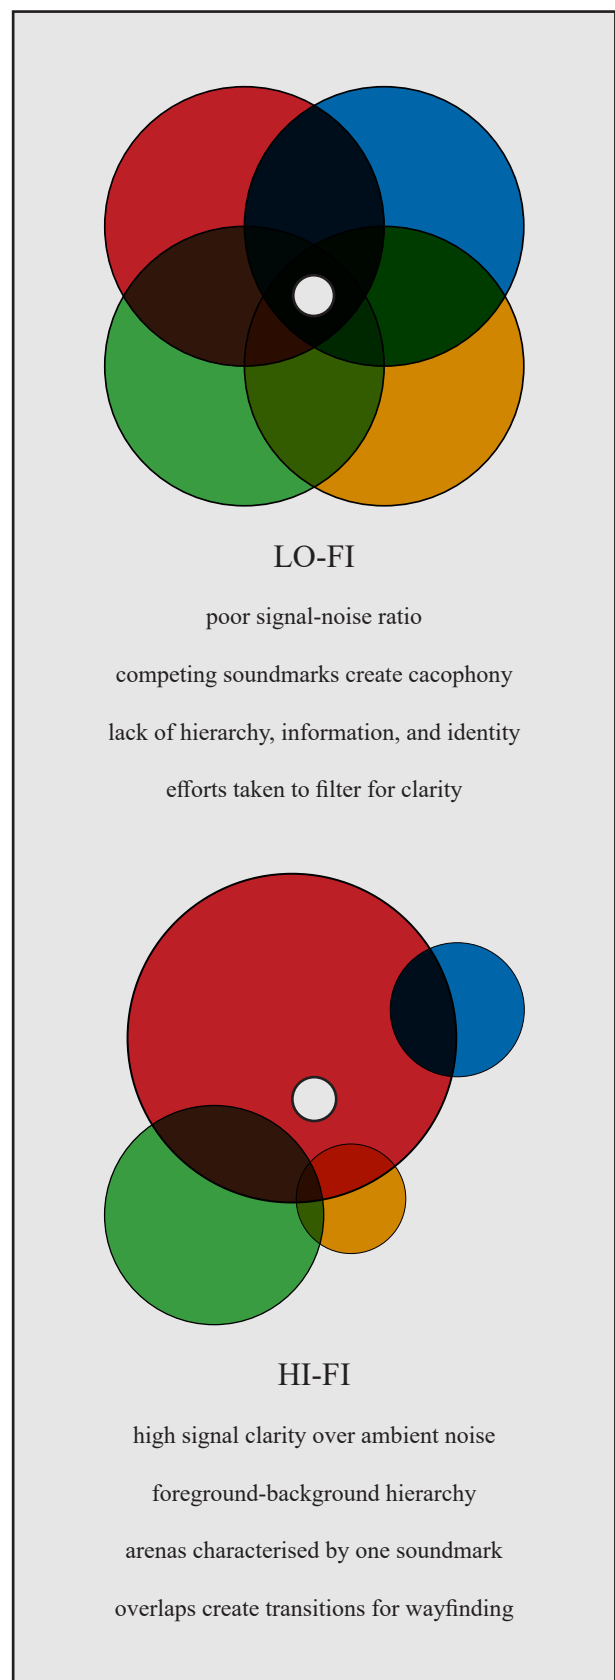 LO-FI
poor signal-noise ratio
competing soundmarks create cacophony
lack of hierarchy, information, and identity
efforts taken to filter for clarity
HI-FI
high signal clarity over ambient noise
foreground-background hierarchy
arenas characterised by one soundmark
overlaps create transitions for wayfinding